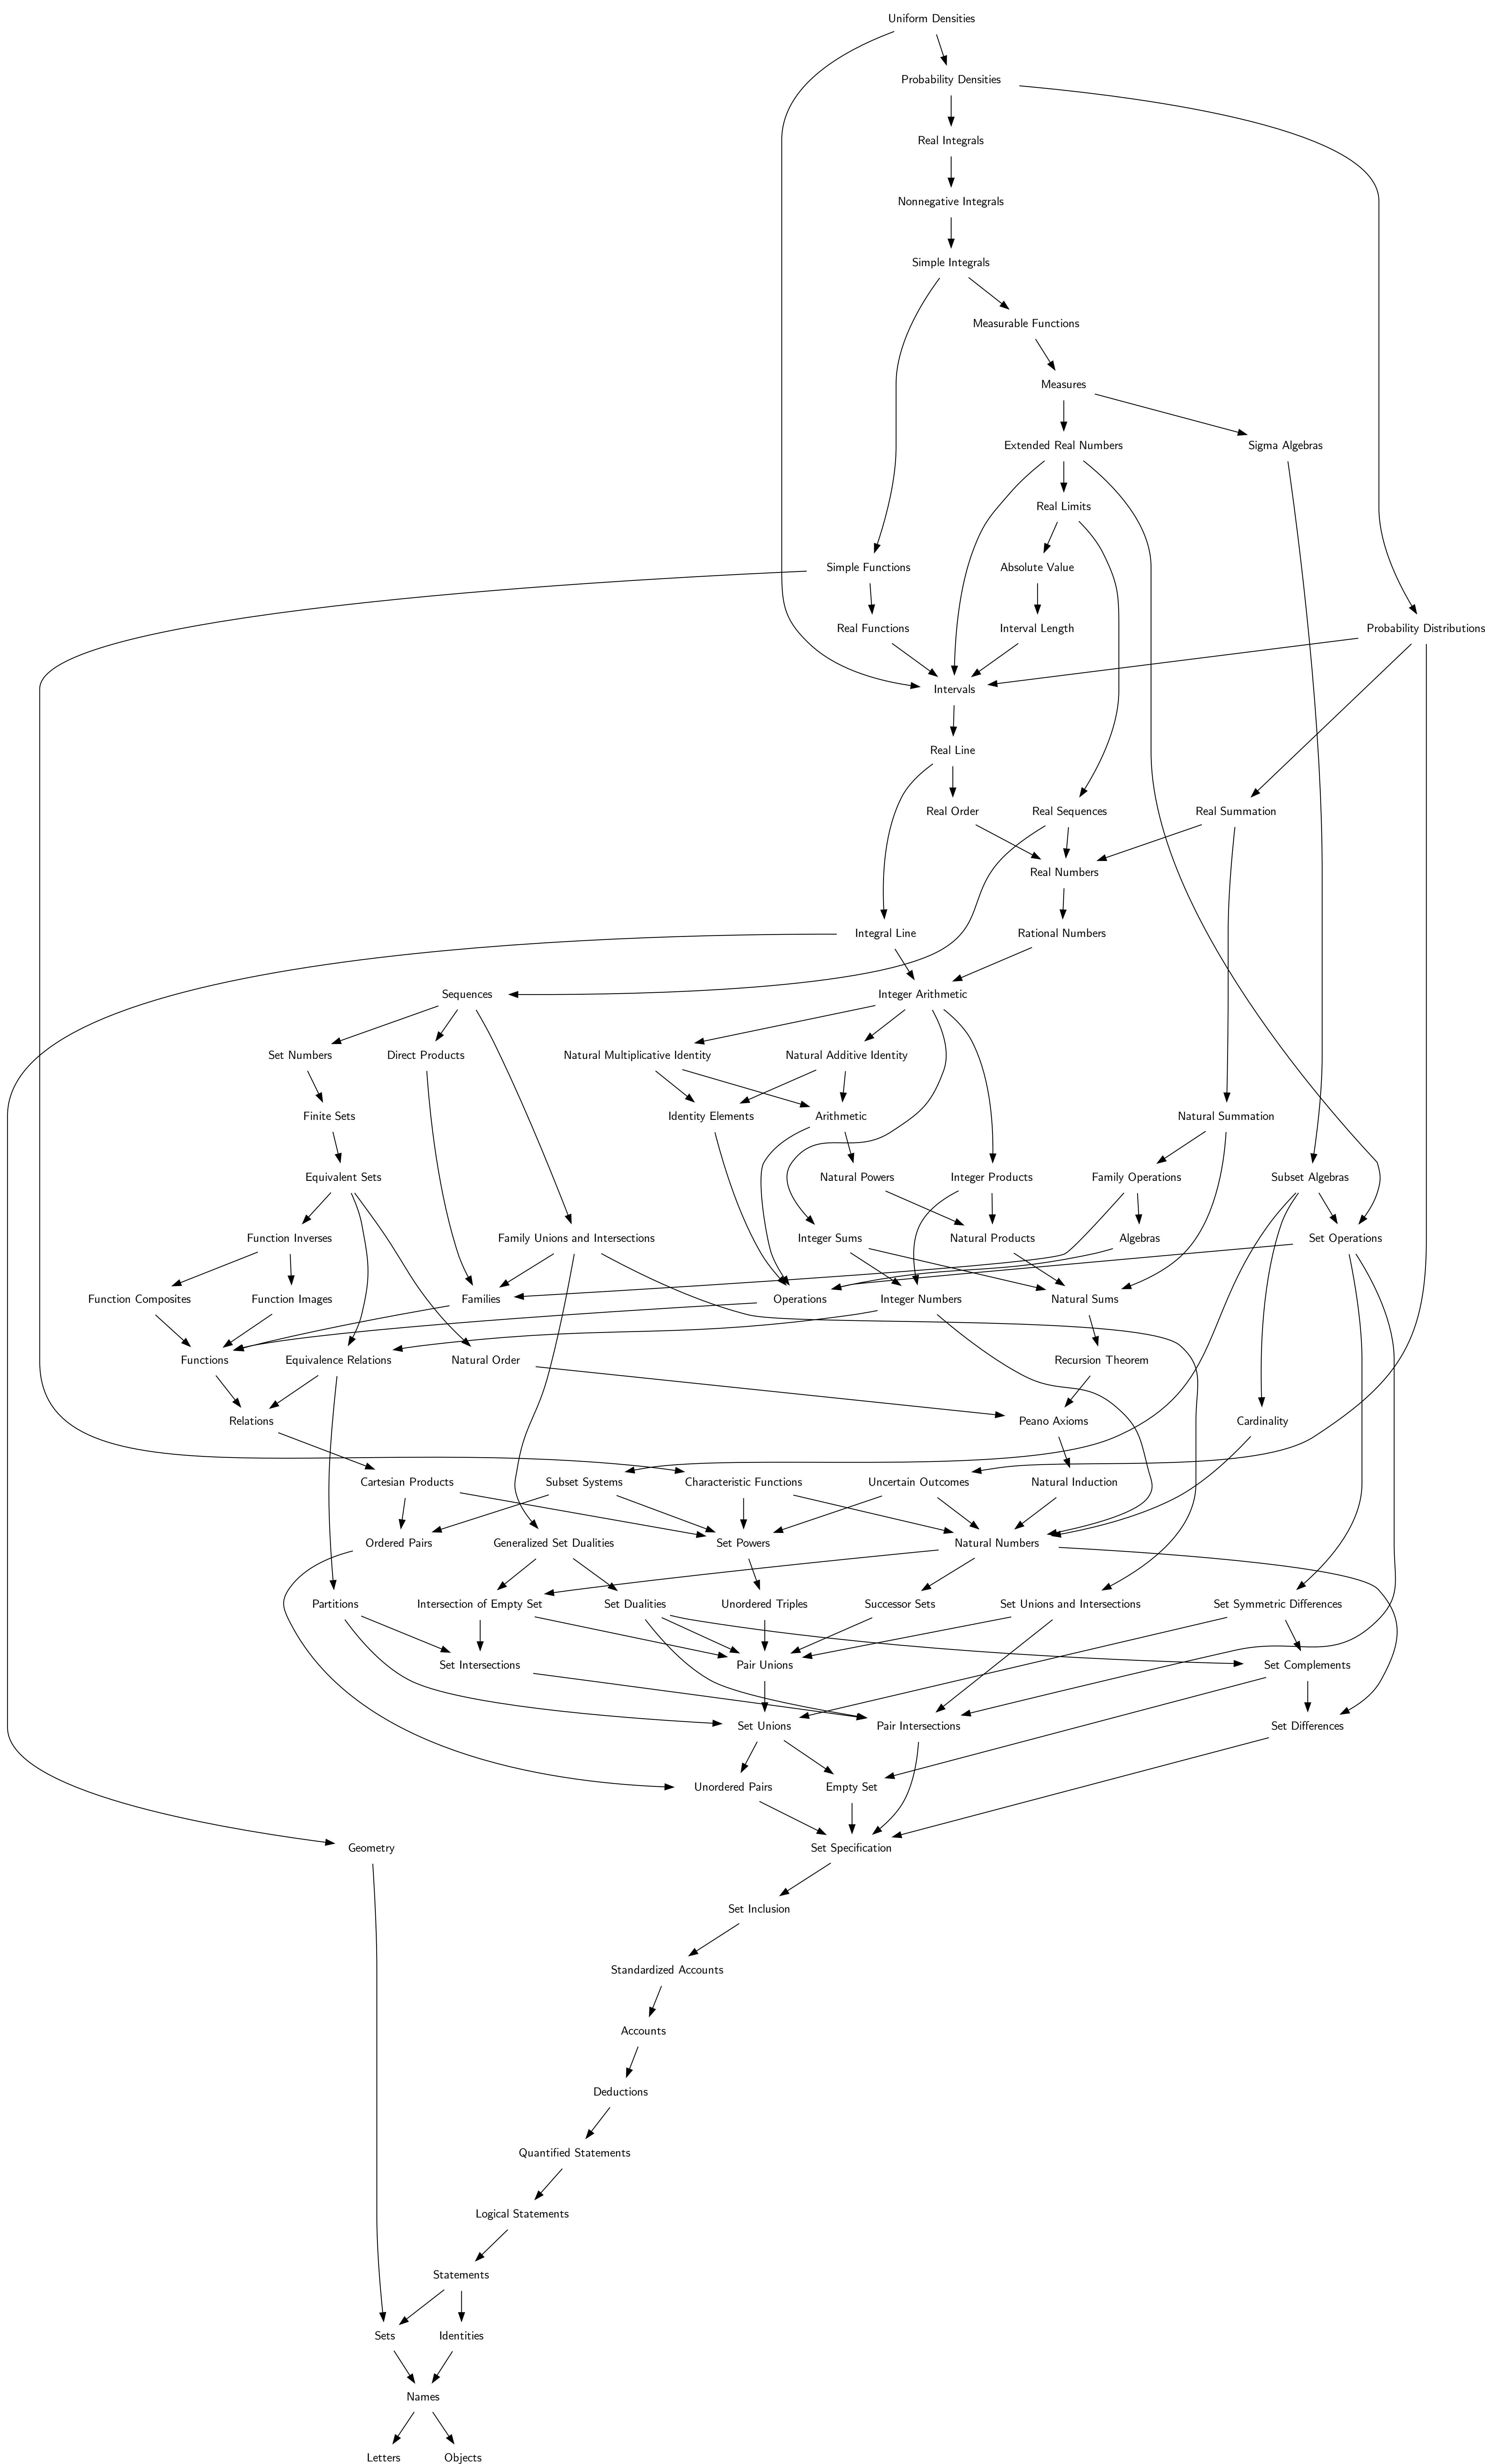 Uniform Densities
Probability Densities
Real Integrals
Nonnegative Integrals
Simple Integrals
Measurable Functions
Measures
Extended Real Numbers
Sigma Algebras
Real Limits
Simple Functions
Absolute Value
Real Functions
Interval Length
Probability Distributions
Intervals
Real Line
Real Order
Real Sequences
Real Summation
Real Numbers
Integral Line
Rational Numbers
Sequences
Integer Arithmetic
Set Numbers
Direct Products
Natural Multiplicative Identity
Natural Additive Identity
Finite Sets
Identity Elements
Arithmetic
Natural Summation
Equivalent Sets
Natural Powers
Integer Products
Family Operations
Subset Algebras
Function Inverses
Family Unions and Intersections
Integer Sums
Natural Products
Algebras
Set Operations
Function Composites
Function Images
Families
Operations
Integer Numbers
Natural Sums
Functions
Equivalence Relations
Natural Order
Recursion Theorem
Relations
Peano Axioms
Cardinality
Cartesian Products
Subset Systems
Characteristic Functions
Uncertain Outcomes
Natural Induction
Ordered Pairs
Generalized Set Dualities
Set Powers
Natural Numbers
Partitions
Intersection of Empty Set
Set Dualities
Unordered Triples
Successor Sets
Set Unions and Intersections
Set Symmetric Differences
Set Intersections
Pair Unions
Set Complements
Set Unions
Pair Intersections
Set Differences
Unordered Pairs
Empty Set
Geometry
Set Specification
Set Inclusion
Standardized Accounts
Accounts
Deductions
Quantified Statements
Logical Statements
Statements
Sets
Identities
Names
Letters
Objects